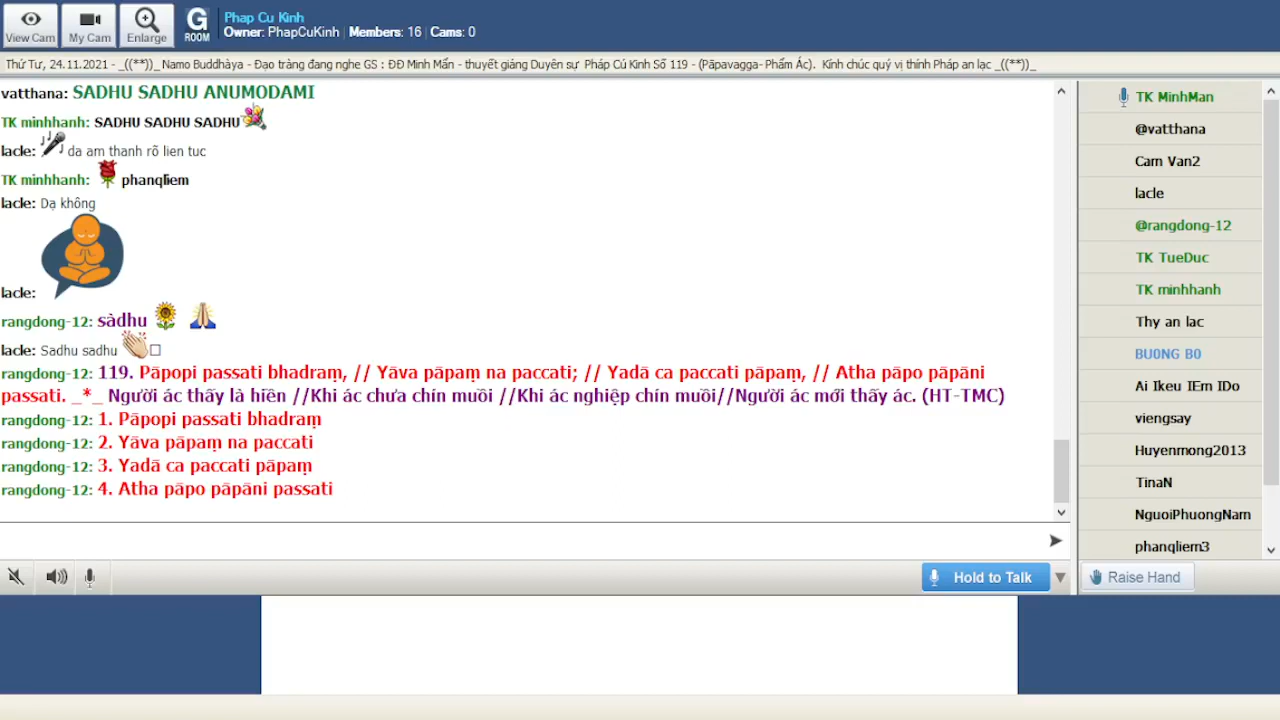 View Cam
My Cam
Enlarge
G
ROOM
Phap Cu Kinh
Owner: PhapCuKinh | Members: 16 | Cams: 0
Thứ Tư, 24.11.2021 - _((**))_ Namo Buddhàya - Đạo tràng đang nghe GS : ĐĐ Minh Mẫn - thuyết giảng Duyên sự Pháp Cú Kinh Số 119 - (Pāpavagga- Phẩm Ác). Kính chúc quý vị thính Pháp an lạc _((**))_
vatthana: SADHU SADHU ANUMODAMI
TK minhhanh: SADHU SADHU SADHU
lacle: da am thanh rõ lien tuc
TK minhhanh: phanqliem
lacle: Dạ không
lacle:
rangdong-12: sàdhu
lacle: Sadhu sadhu
rangdong-12: 119. Pāpopi passati bhadraṃ, // Yāva pāpaṃ na paccati; // Yadā ca paccati pāpaṃ, // Atha pāpo pāpāni
passati. _*_ Người ác thấy là hiền //Khi ác chưa chín muồi //Khi ác nghiệp chín muồi//Người ác mới thấy ác. (HT-TMC)
rangdong-12: 1. Pāpopi passati bhadraṃ
rangdong-12: 2. Yāva pāpaṃ na paccati
rangdong-12: 3. Yadā ca paccati pāpaṃ
rangdong-12: 4. Atha pāpo pāpāni passati
TK MinhMan
@vatthana
Cam Van2
lacle
@rangdong-12
TK TueDuc
TK minhhanh
Thy an lac
BU0NG B0
Ai Ikeu IEm IDo
viengsay
Huyenmong2013
TinaN
NguoiPhuongNam
phanqliem3
Hold to Talk
Raise Hand